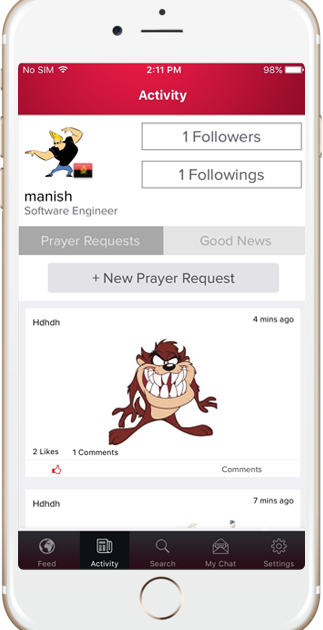 No SIM 2:11 PM 98%
Activity
1 Followers
1 Followings
manish
Software Engineer
Prayer Requests Good News
+ New Prayer Request
Hdhdh 4 mins ago
2 Likes 1 Comments
Comments
Hdhdh 7 mins ago
Feed Activity Search My Chat Settings